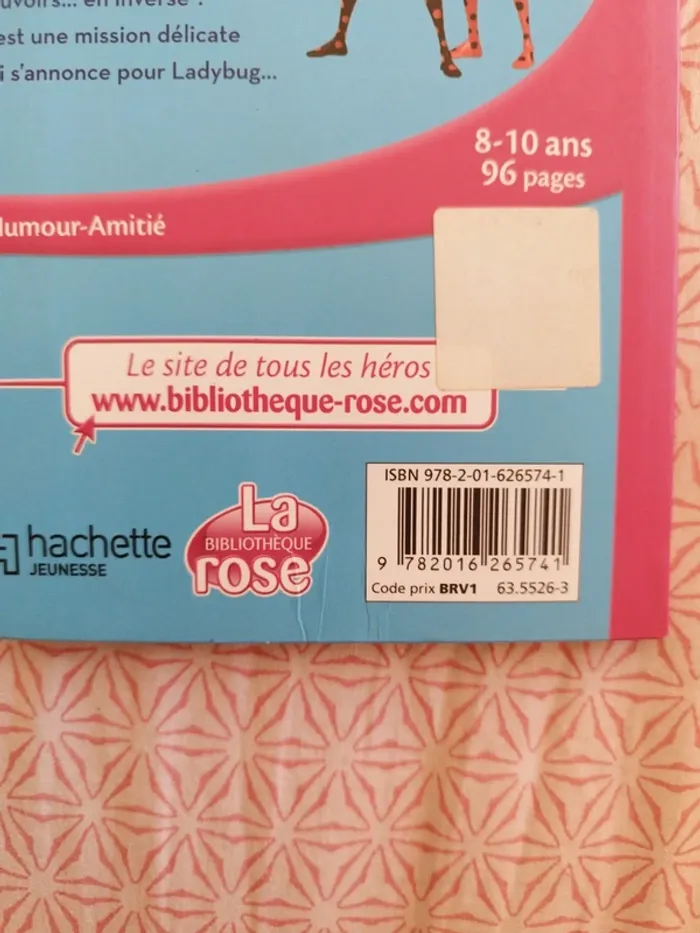 ... en inverse !
est une mission délicate
i s'annonce pour Ladybug...
8-10 ans
96 pages
Humour-Amitié
Le site de tous les héros
www.bibliotheque-rose.com
hachette
JEUNESSE
La
BIBLIOTHÈQUE
rose
ISBN 978-2-01-626574-1
9 782016 265741
Code prix BRV1 63.5526-3